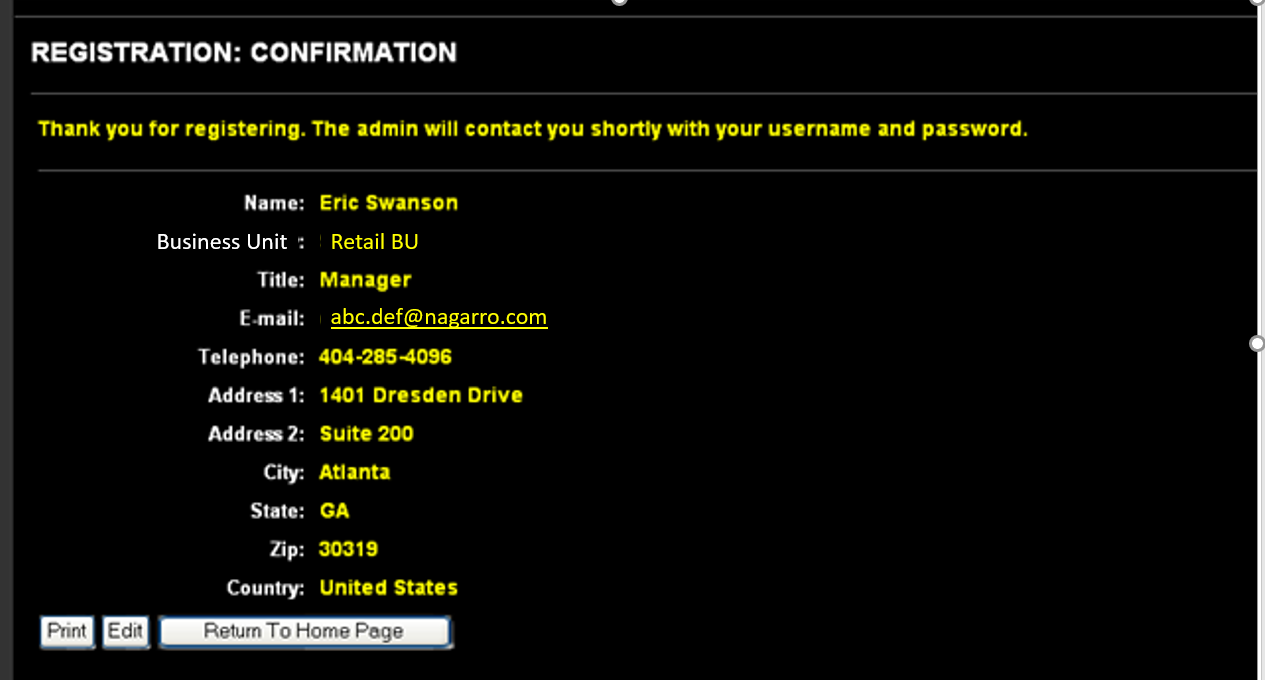 REGISTRATION: CONFIRMATION
Thank you for registering. The admin will contact you shortly with your username and password.
Name: Eric Swanson
Business Unit : Retail BU
Title: Manager
E-mail: abc.def@nagarro.com
Telephone: 404-285-4096
Address 1: 1401 Dresden Drive
Address 2: Suite 200
City: Atlanta
State: GA
Zip: 30319
Country: United States
Print Edit Return To Home Page